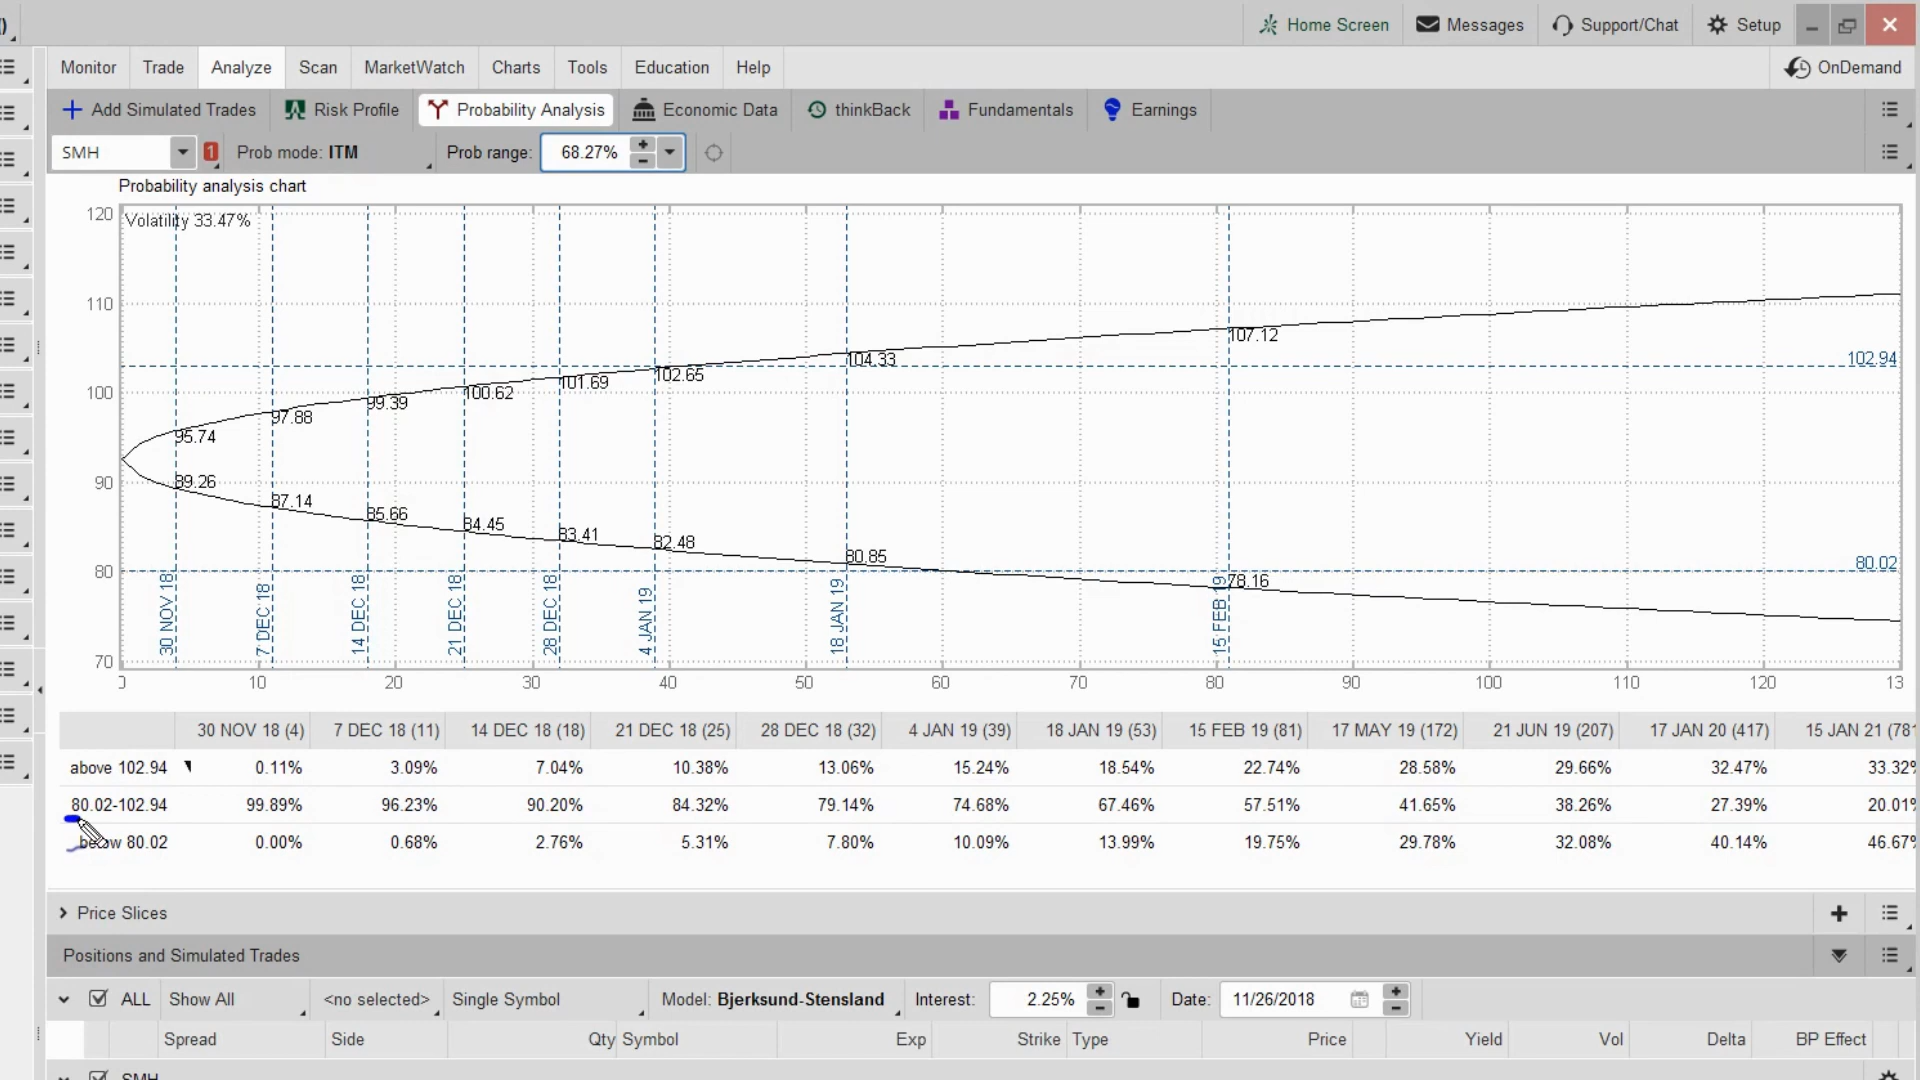 Home Screen Messages Support/Chat Setup
Monitor Trade Analyze Scan MarketWatch Charts Tools Education Help OnDemand
Add Simulated Trades Risk Profile Probability Analysis Economic Data thinkBack Fundamentals Earnings
SMH 1 Prob mode: ITM Prob range: 68.27%
Probability analysis chart
120
Volatility 33.47%
110
107.12
102.94
104.33
102.65
101.69
100.62
100
99.39
97.88
95.74
90
89.26
87.14
85.66
84.45
83.41
82.48
80.85
80.02
80
78.16
30 NOV 18
7 DEC 18
14 DEC 18
21 DEC 18
28 DEC 18
4 JAN 19
18 JAN 19
15 FEB 19
70
10 20 30 40 50 60 70 80 90 100 110 120 13
30 NOV 18 (4) 7 DEC 18 (11) 14 DEC 18 (18) 21 DEC 18 (25) 28 DEC 18 (32) 4 JAN 19 (39) 18 JAN 19 (53) 15 FEB 19 (81) 17 MAY 19 (172) 21 JUN 19 (207) 17 JAN 20 (417) 15 JAN 21 (781
above 102.94 0.11% 3.09% 7.04% 10.38% 13.06% 15.24% 18.54% 22.74% 28.58% 29.66% 32.47% 33.32%
80.02-102.94 99.89% 96.23% 90.20% 84.32% 79.14% 74.68% 67.46% 57.51% 41.65% 38.26% 27.39% 20.01%
below 80.02 0.00% 0.68% 2.76% 5.31% 7.80% 10.09% 13.99% 19.75% 29.78% 32.08% 40.14% 46.67%
Price Slices
Positions and Simulated Trades
ALL Show All <no selected> Single Symbol Model: Bjerksund-Stensland Interest: 2.25% Date: 11/26/2018
Spread Side Qty Symbol Exp Strike Type Price Yield Vol Delta BP Effect
SMH